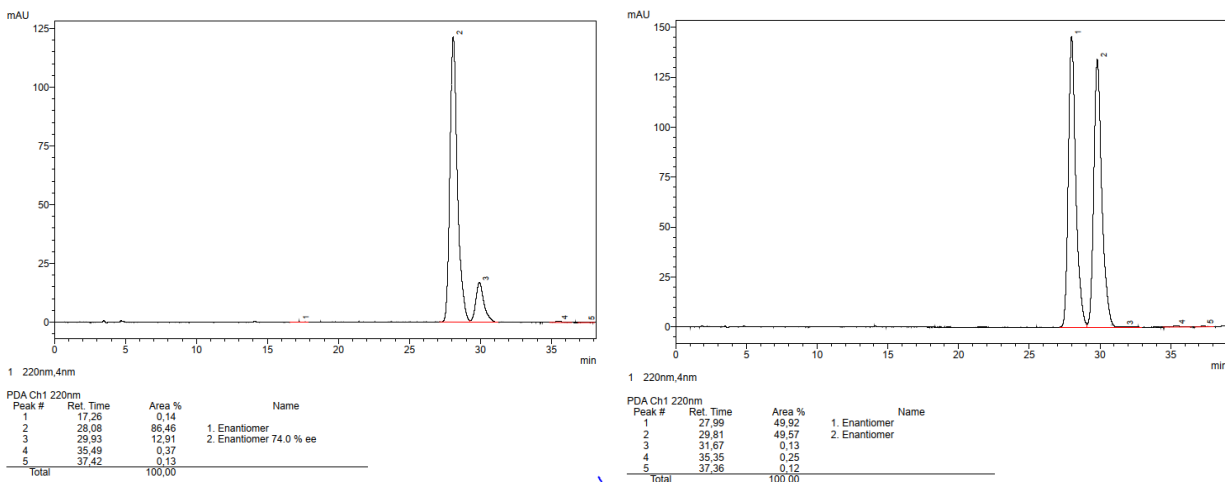 mAU
125
2
100
75
50
25
3
0
1
4
5
0 5 10 15 20 25 30 35
min
1 220nm,4nm
PDA Ch1 220nm
Peak # Ret. Time Area % Name
1 17,26 0,14
2 28,08 86,46 1. Enantiomer
3 29,93 12,91 2. Enantiomer 74.0 % ee
4 35,49 0,37
5 37,42 0,13
Total 100,00
mAU
150
1
2
125
100
75
50
25
0
3
4
5
0 5 10 15 20 25 30 35
min
1 220nm,4nm
PDA Ch1 220nm
Peak # Ret. Time Area % Name
1 27,99 49,92 1. Enantiomer
2 29,81 49,57 2. Enantiomer
3 31,67 0,13
4 35,35 0,25
5 37,36 0,12
Total 100,00